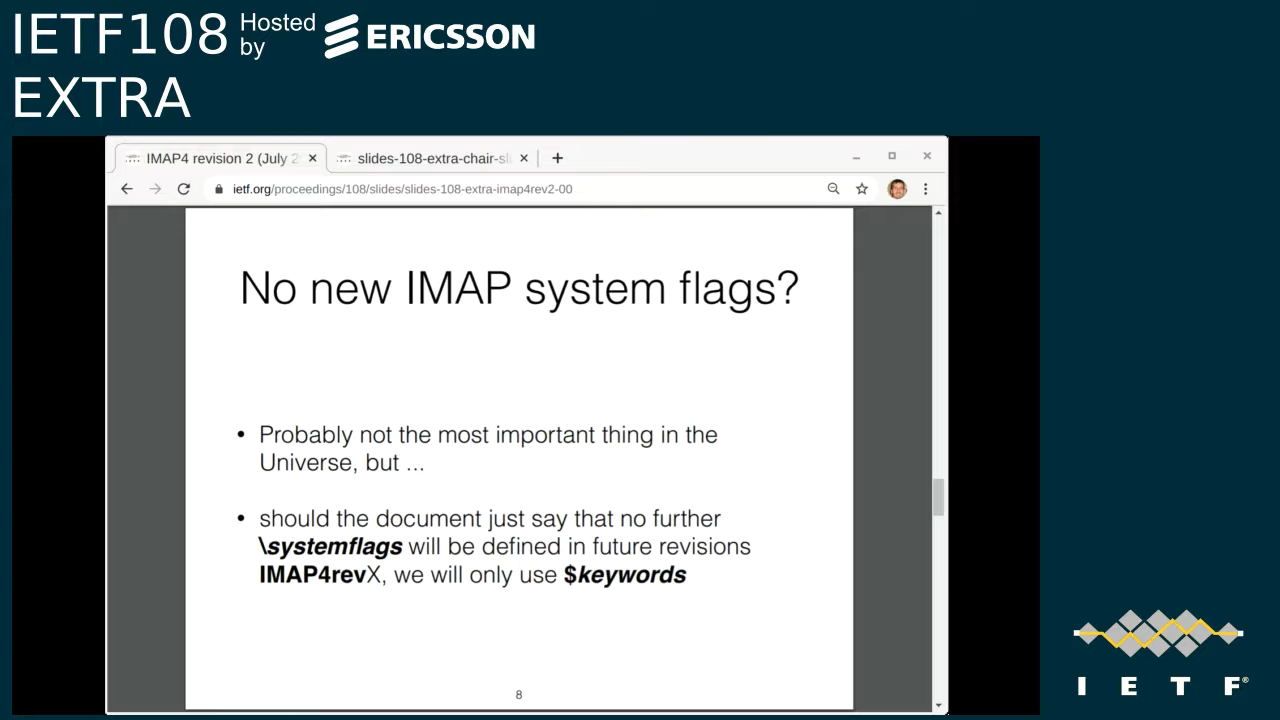 IETF108 Hosted by ERICSSON
EXTRA
IMAP4 revision 2 (July 2
slides-108-extra-chair-sli
ietf.org/proceedings/108/slides/slides-108-extra-imap4rev2-00
No new IMAP system flags?
• Probably not the most important thing in the
Universe, but ...
• should the document just say that no further
\systemflags will be defined in future revisions
IMAP4revX, we will only use $keywords
8
I E T F®